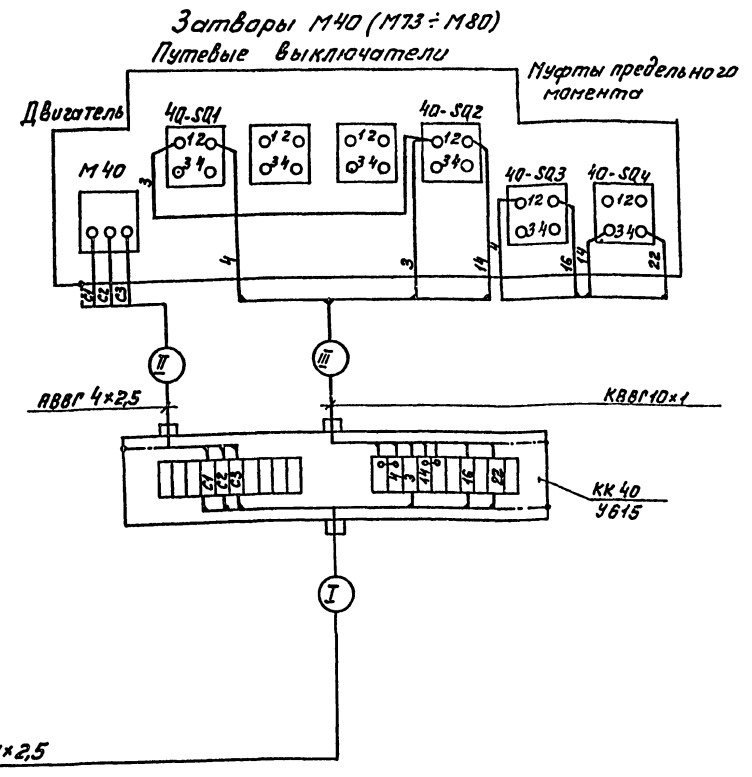 Затворы М40 (М73÷М80)
Путевые выключатели
Муфты предельного момента
Двигатель
40-SQ1
40-SQ2
М40
1 2
3 4
1 2
3 4
1 2
3 4
1 2
3 4
40-SQ3
40-SQ4
1 2
3 4
1 2
3 4
3
4
3
14
4
16
14
22
С1
С2
С3
II
III
АВВГ 4×2,5
КВВГ 10×1
С1
С2
С3
4
3
14
16
22
КК 40
У615
I
×2,5